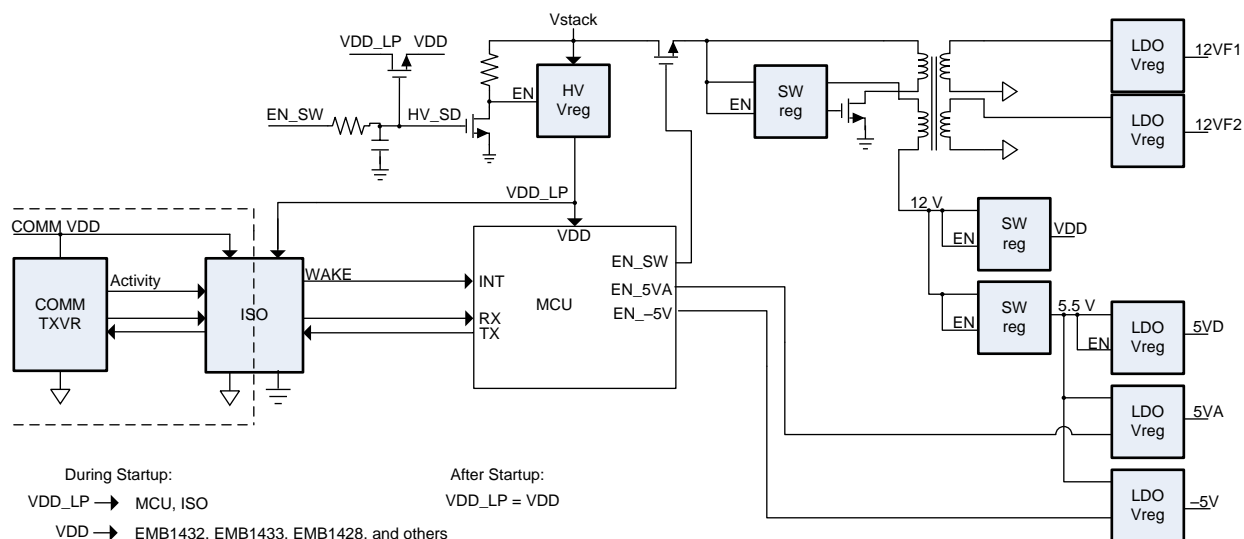 Vstack
VDD_LP
VDD
LDO
Vreg
12VF1
HV
Vreg
EN
SW
reg
EN
EN_SW
HV_SD
LDO
Vreg
12VF2
VDD_LP
12 V
SW
reg
EN
VDD
COMM VDD
VDD
COMM
TXVR
Activity
ISO
WAKE
INT
RX
TX
MCU
EN_SW
EN_5VA
EN_–5V
SW
reg
EN
5.5 V
LDO
Vreg
EN
5VD
LDO
Vreg
5VA
LDO
Vreg
–5V
During Startup:
VDD_LP MCU, ISO
VDD EMB1432, EMB1433, EMB1428, and others
After Startup:
VDD_LP = VDD